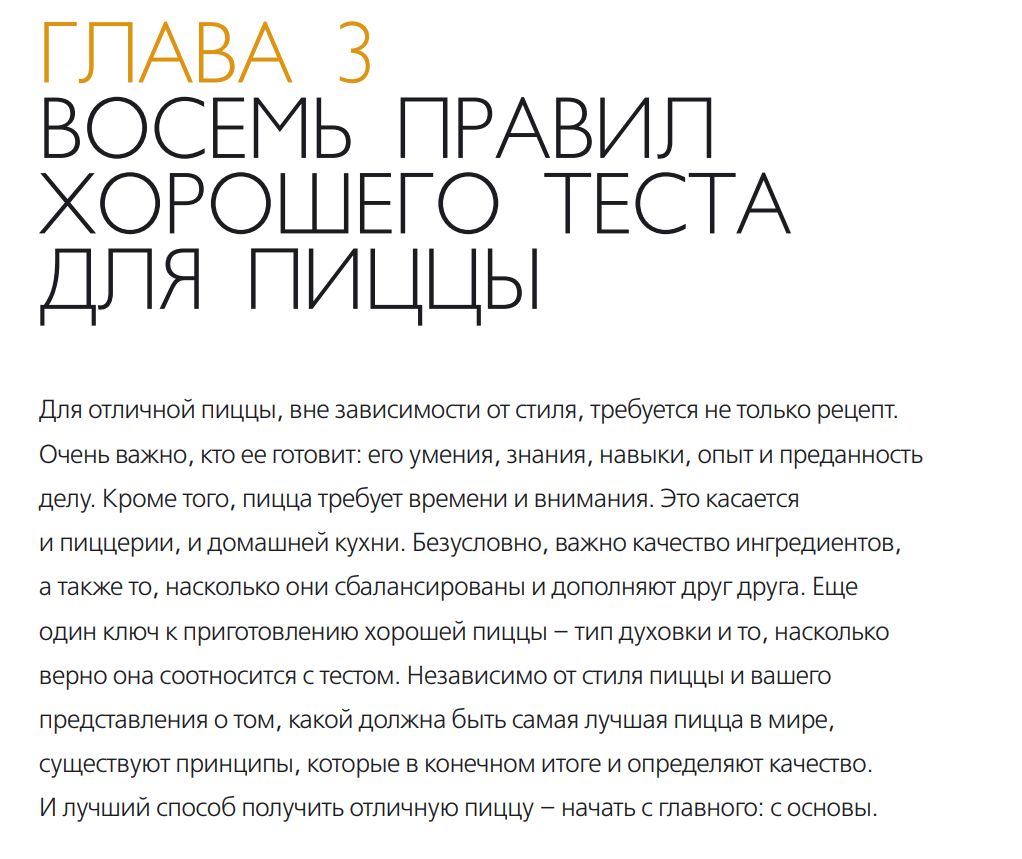 ГЛАВА 3
ВОСЕМЬ ПРАВИЛ
ХОРОШЕГО ТЕСТА
ДЛЯ ПИЦЦЫ
Для отличной пиццы, вне зависимости от стиля, требуется не только рецепт.
Очень важно, кто ее готовит: его умения, знания, навыки, опыт и преданность
делу. Кроме того, пицца требует времени и внимания. Это касается
и пиццерии, и домашней кухни. Безусловно, важно качество ингредиентов,
а также то, насколько они сбалансированы и дополняют друг друга. Еще
один ключ к приготовлению хорошей пиццы – тип духовки и то, насколько
верно она соотносится с тестом. Независимо от стиля пиццы и вашего
представления о том, какой должна быть самая лучшая пицца в мире,
существуют принципы, которые в конечном итоге и определяют качество.
И лучший способ получить отличную пиццу – начать с главного: с основы.